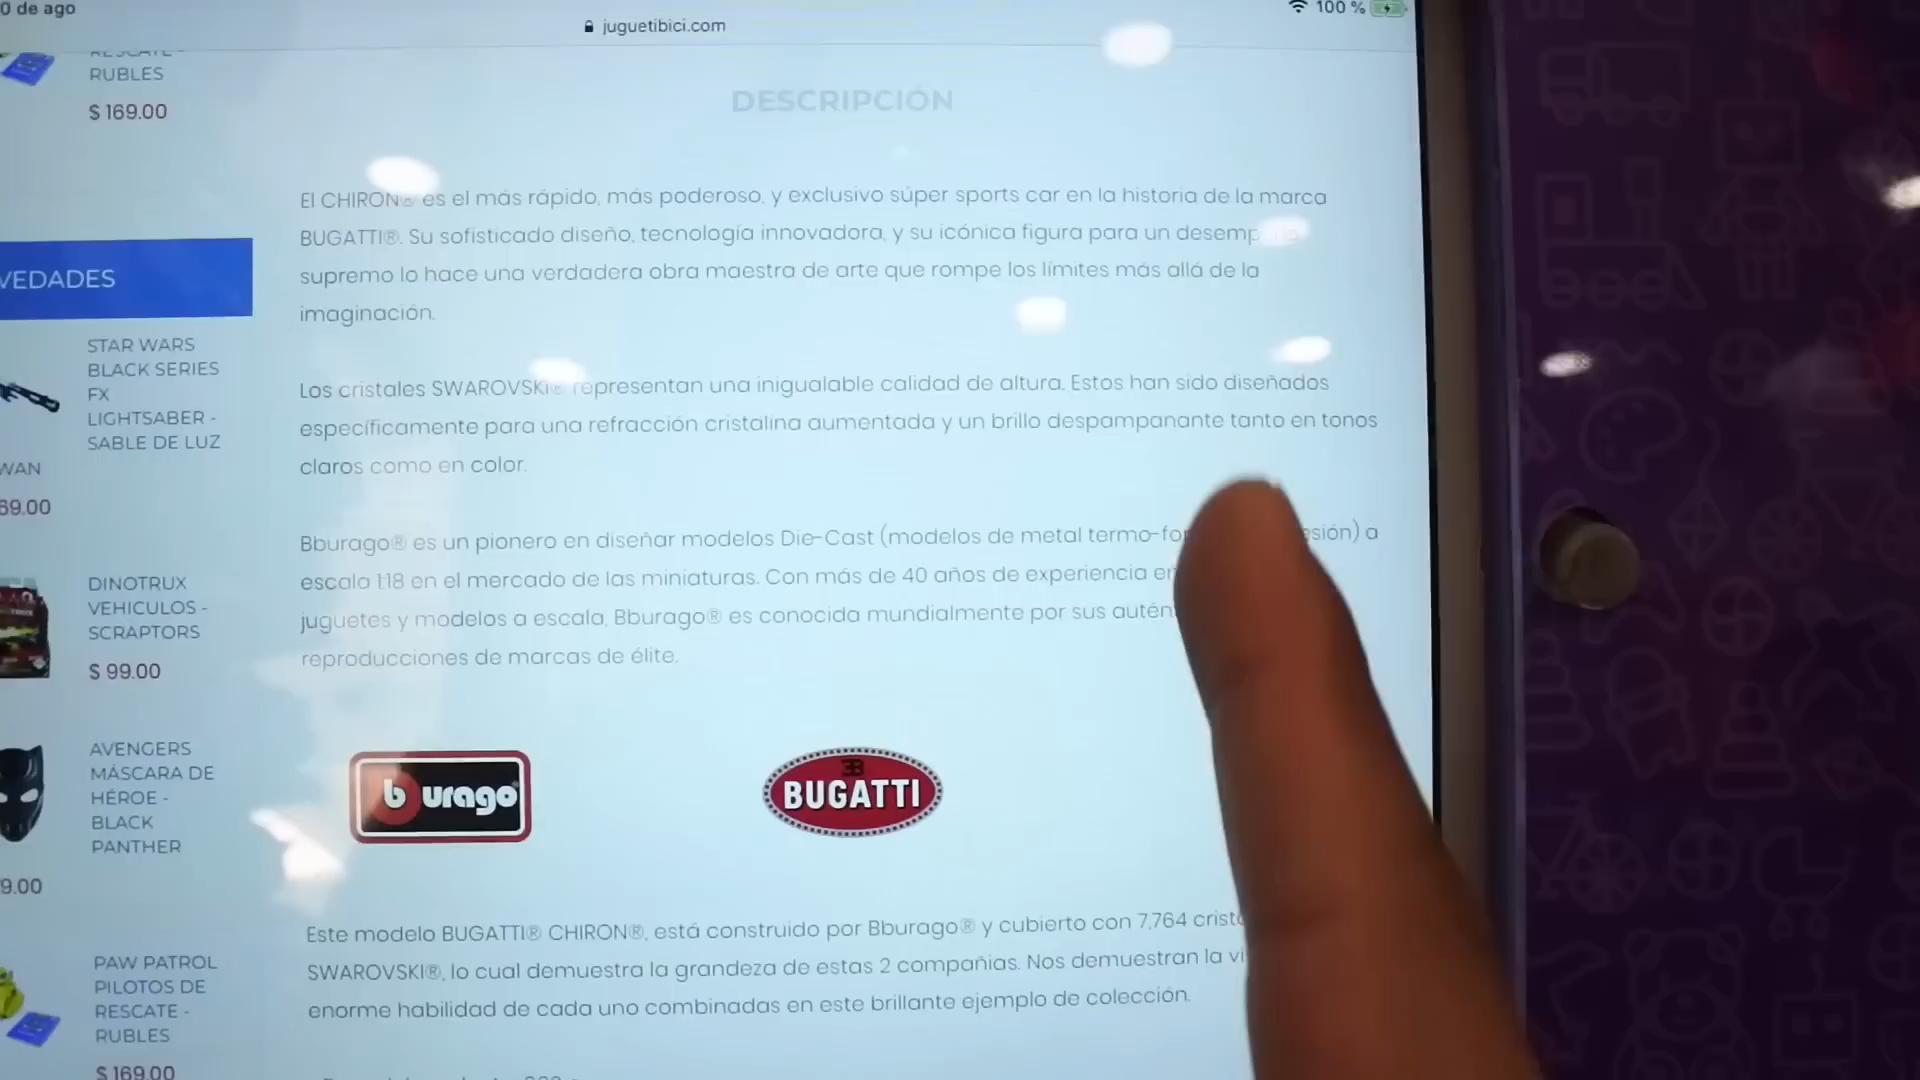 0 de ago
juguetibici.com
100 %
RUBLES
$ 169.00
VEDADES
STAR WARS
BLACK SERIES
FX
LIGHTSABER -
SABLE DE LUZ
WAN
69.00
DINOTRUX
VEHICULOS -
SCRAPTORS
$ 99.00
AVENGERS
MÁSCARA DE
HÉROE -
BLACK
PANTHER
9.00
PAW PATROL
PILOTOS DE
RESCATE -
RUBLES
$ 169.00
DESCRIPCIÓN
El CHIRON® es el más rápido, más poderoso, y exclusivo súper sports car en la historia de la marca
BUGATTI®. Su sofisticado diseño, tecnología innovadora, y su icónica figura para un
supremo lo hace una verdadera obra maestra de arte que rompe los límites más allá de la
imaginación.
Los cristales SWAROVSKI® representan una inigualable calidad de altura. Estos han sido diseñados
específicamente para una refracción cristalina aumentada y un brillo despampanante tanto en tonos
claros como en color.
Bburago® es un pionero en diseñar modelos Die-Cast (modelos de metal a
escala 1:18 en el mercado de las miniaturas. Con más de 40 años de experiencia
juguetes y modelos a escala, Bburago® es conocida mundialmente por sus
reproducciones de marcas de élite.
burago
BUGATTI
Este modelo BUGATTI® CHIRON®, está construido por Bburago® y cubierto con 7,764
SWAROVSKI®, lo cual demuestra la grandeza de estas 2 compañias. Nos demuestran la
enorme habilidad de cada uno combinadas en este brillante ejemplo de colección.